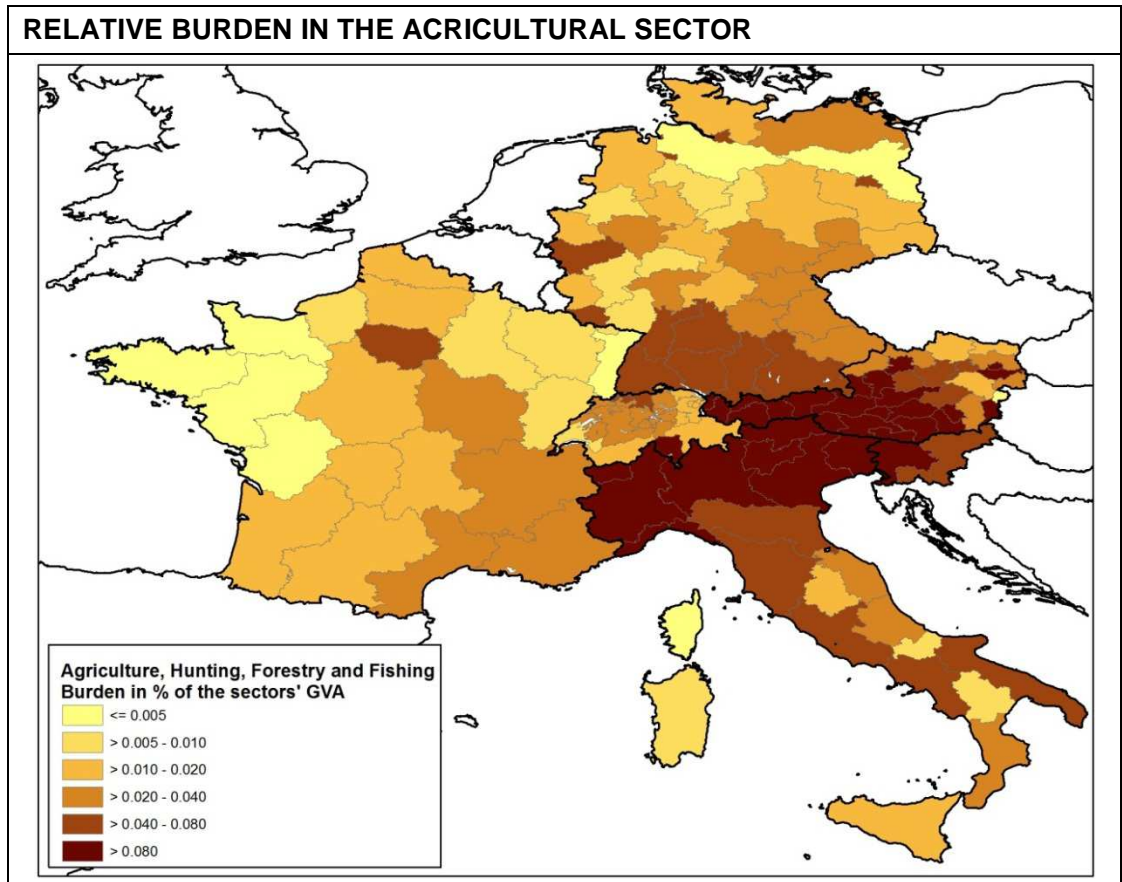 RELATIVE BURDEN IN THE ACRICULTURAL SECTOR
Agriculture, Hunting, Forestry and Fishing
Burden in % of the sectors' GVA
<= 0.005
> 0.005 - 0.010
> 0.010 - 0.020
> 0.020 - 0.040
> 0.040 - 0.080
> 0.080